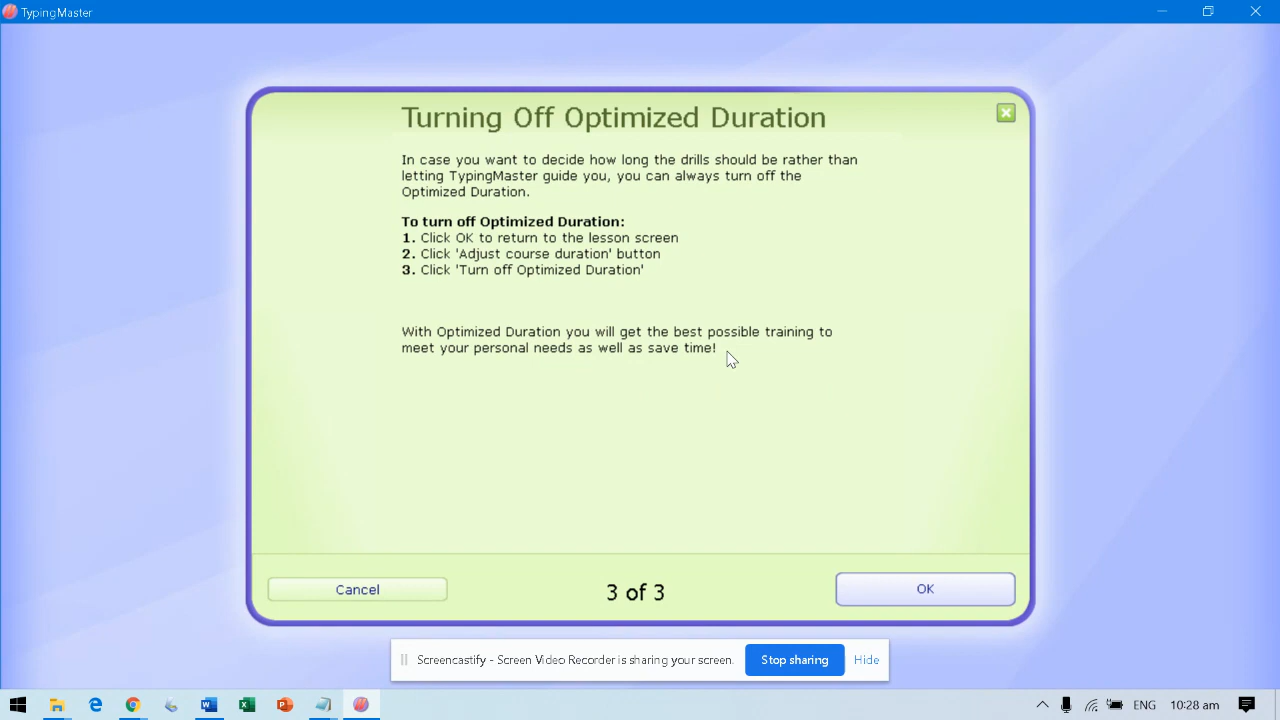 TypingMaster
Turning Off Optimized Duration
In case you want to decide how long the drills should be rather than
letting TypingMaster guide you, you can always turn off the
Optimized Duration.
To turn off Optimized Duration:
1. Click OK to return to the lesson screen
2. Click 'Adjust course duration' button
3. Click 'Turn off Optimized Duration'
With Optimized Duration you will get the best possible training to
meet your personal needs as well as save time!
Cancel
3 of 3
OK
Screencastify - Screen Video Recorder is sharing your screen.
Stop sharing
Hide
ENG
10:28 am